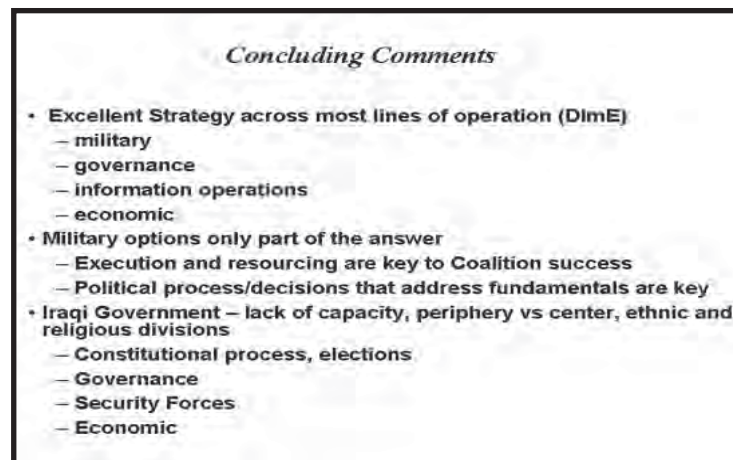 Concluding Comments
• Excellent Strategy across most lines of operation (DImE)
– military
– governance
– information operations
– economic
• Military options only part of the answer
– Execution and resourcing are key to Coalition success
– Political process/decisions that address fundamentals are key
• Iraqi Government – lack of capacity, periphery vs center, ethnic and
religious divisions
– Constitutional process, elections
– Governance
– Security Forces
– Economic